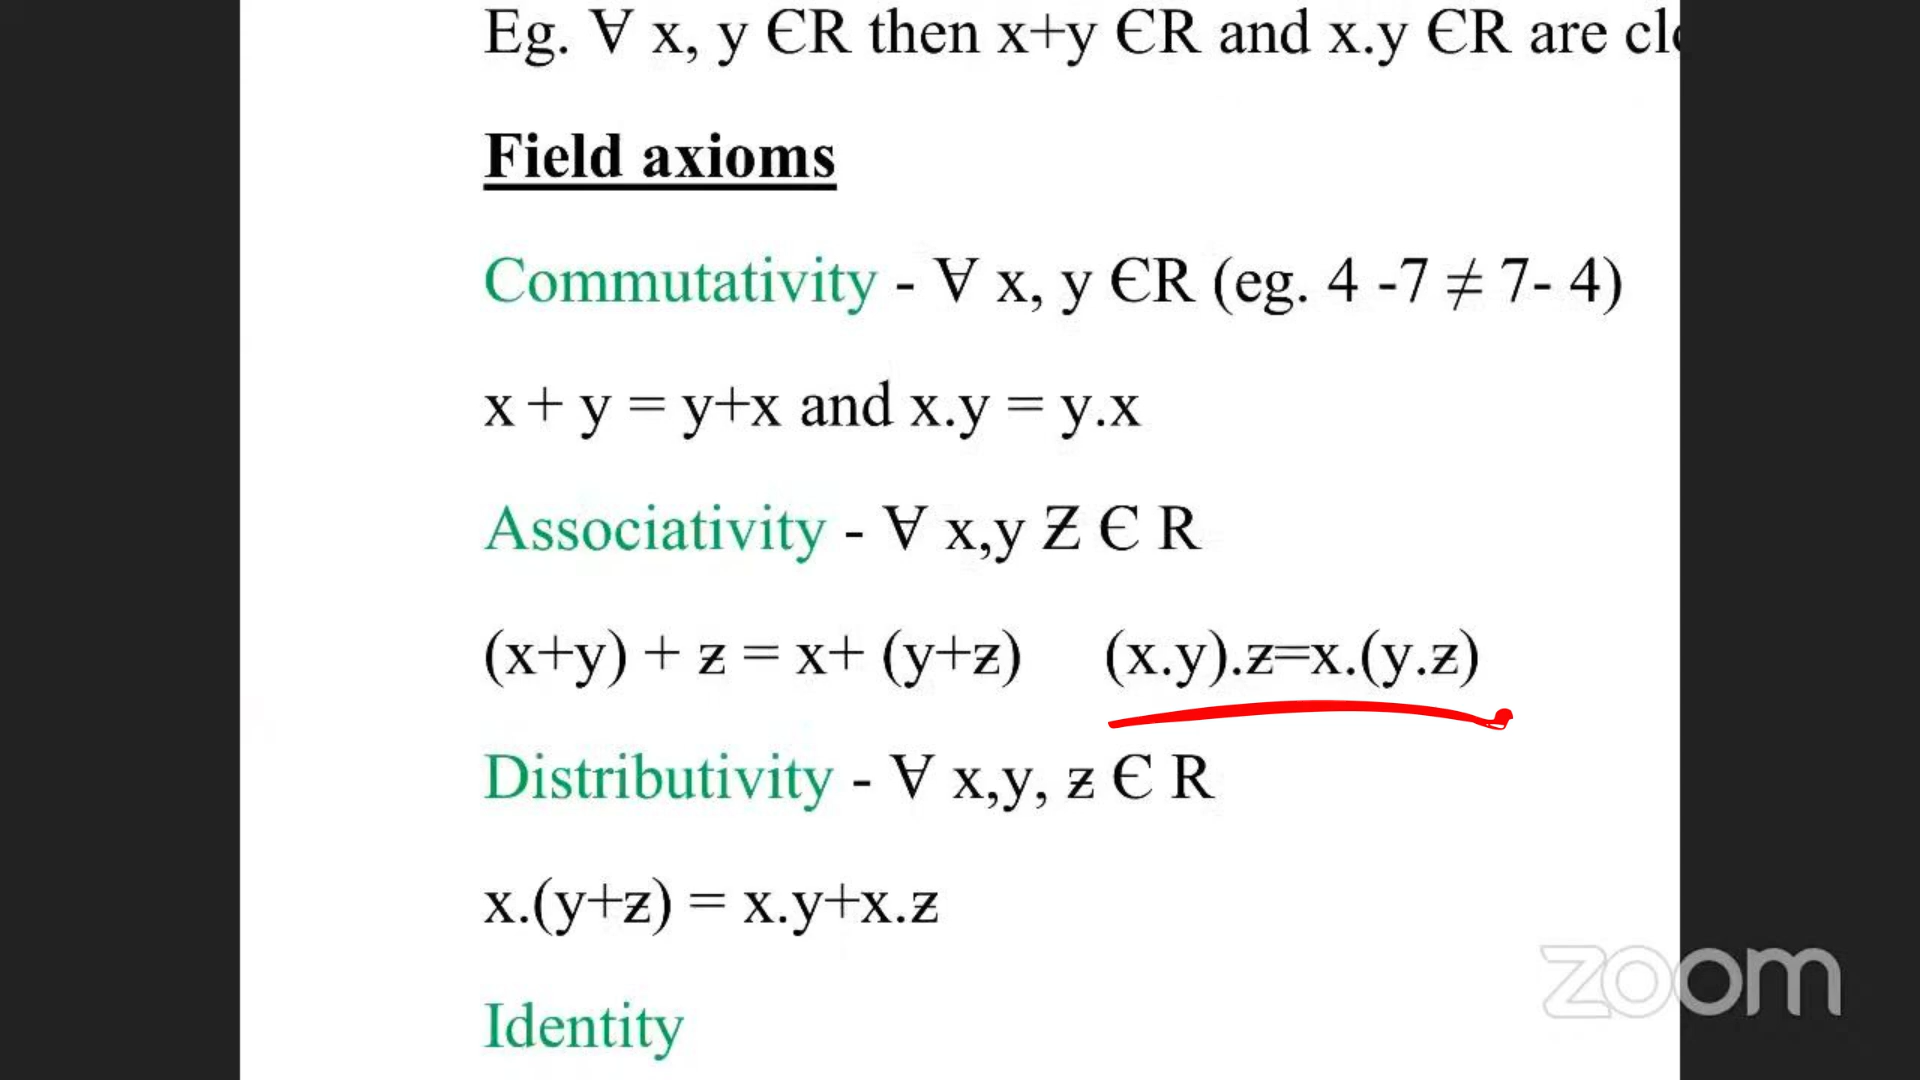 Eg. ∀ x, y ЄR then x+y ЄR and x.y ЄR are
Field axioms
Commutativity - ∀ x, y ЄR (eg. 4 -7 ≠ 7- 4)
x + y = y+x and x.y = y.x
Associativity - ∀ x,y Ƶ Є R
(x+y) + ƶ = x+ (y+ƶ) (x.y).ƶ=x.(y.ƶ)
Distributivity - ∀ x,y, ƶ Є R
x.(y+ƶ) = x.y+x.ƶ
Identity
zoom